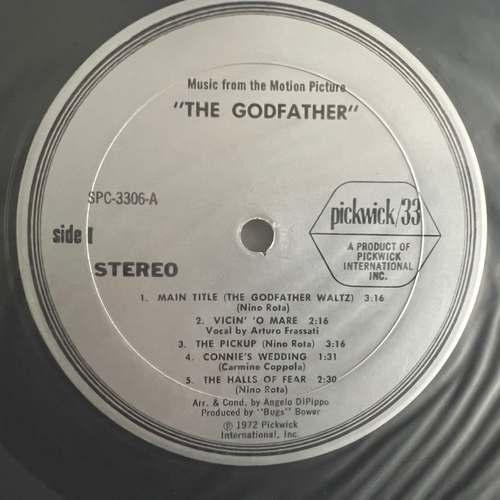 Music from the Motion Picture
"THE GODFATHER"
SPC-3306-A
side 1
STEREO
pickwick/33
A PRODUCT OF
PICKWICK
INTERNATIONAL
INC.
1. MAIN TITLE (THE GODFATHER WALTZ) 3:16
(Nino Rota)
2. VICIN' 'O MARE 2:16
Vocal by Arturo Frassati
3. THE PICKUP (Nino Rota) 3:16
4. CONNIE'S WEDDING 1:31
(Carmine Coppola)
5. THE HALLS OF FEAR 2:30
(Nino Rota)
Arr. & Cond. by Angelo DiPippo
Produced by "Bugs" Bower
Ⓟ 1972 Pickwick
International, Inc